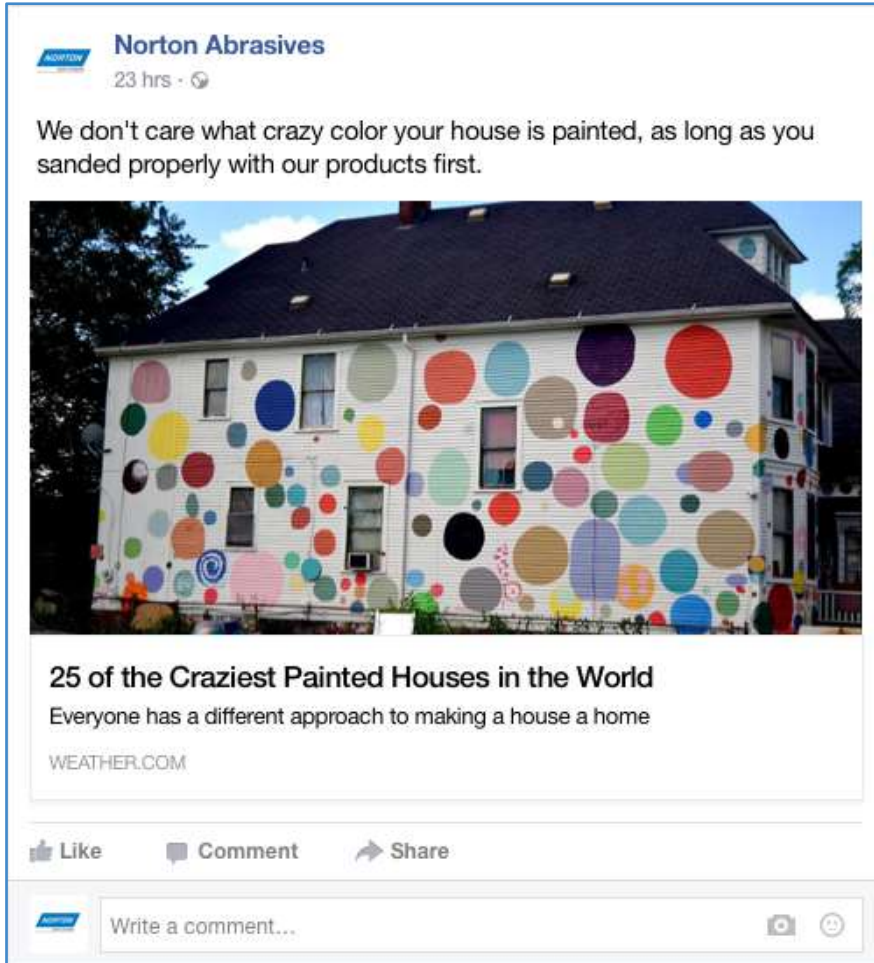 NORTON
Norton Abrasives
23 hrs ·
We don't care what crazy color your house is painted, as long as you
sanded properly with our products first.
25 of the Craziest Painted Houses in the World
Everyone has a different approach to making a house a home
WEATHER.COM
Like Comment Share
NORTON
Write a comment...